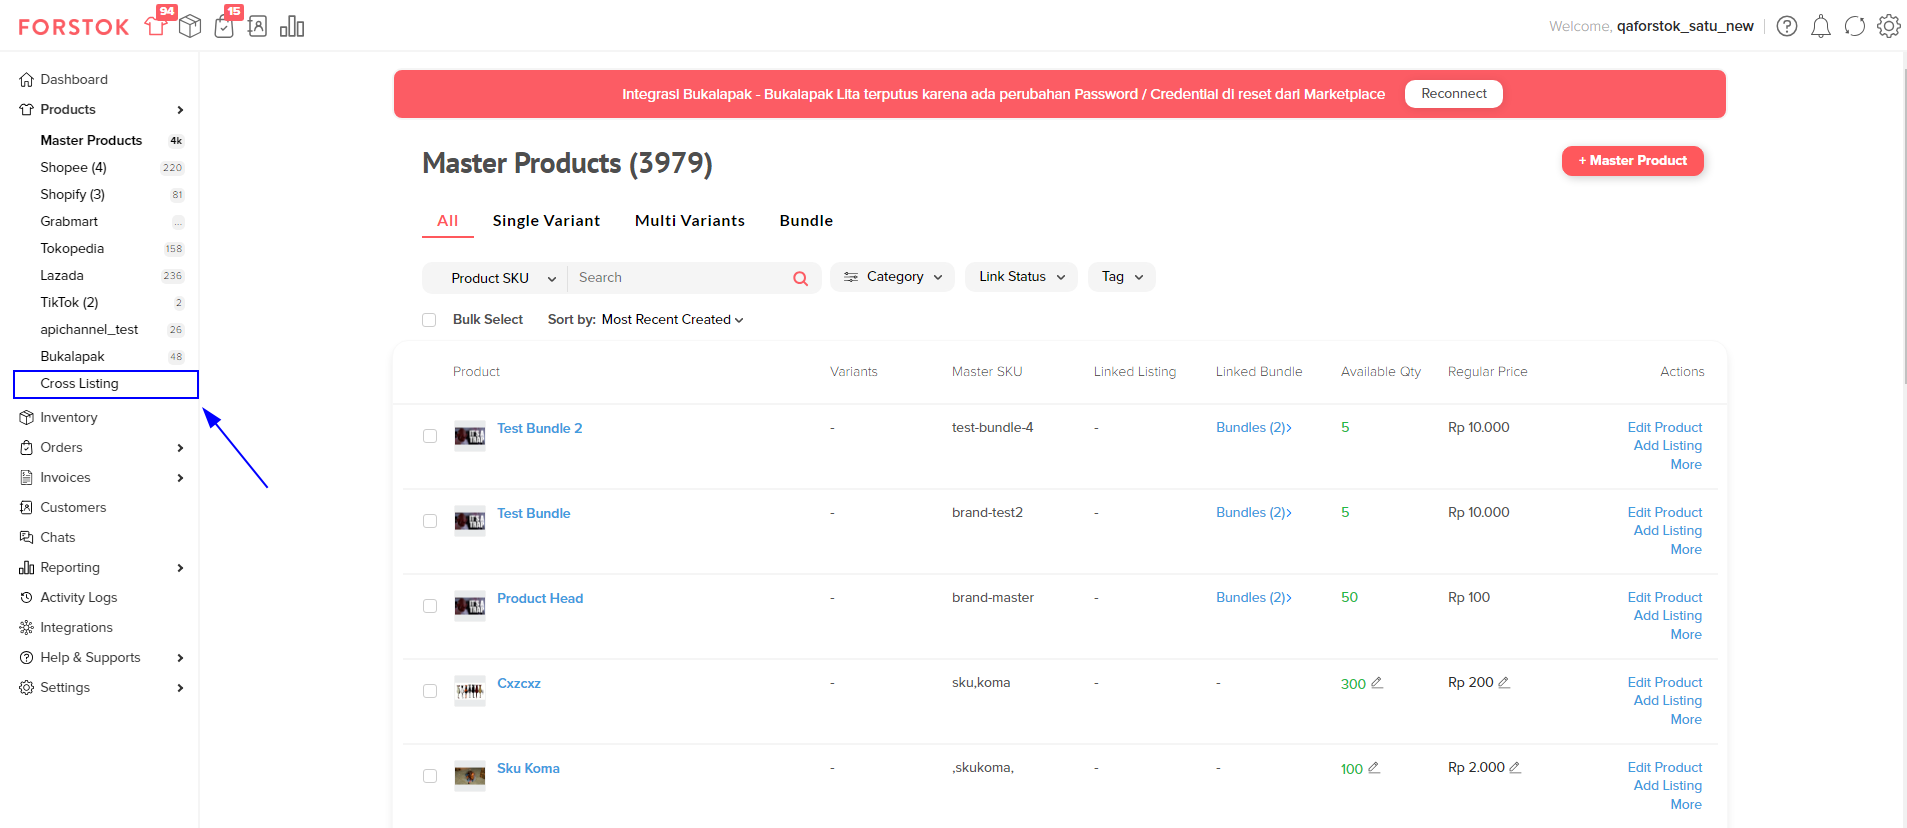 FORSTOK 94 15 Welcome, qaforstok_satu_new
Dashboard
Products
Master Products 4k
Shopee (4) 220
Shopify (3) 81
Grabmart ...
Tokopedia 158
Lazada 236
TikTok (2) 2
apichannel_test 26
Bukalapak 48
Cross Listing
Inventory
Orders
Invoices
Customers
Chats
Reporting
Activity Logs
Integrations
Help & Supports
Settings
Integrasi Bukalapak - Bukalapak Lita terputus karena ada perubahan Password / Credential di reset dari Marketplace Reconnect
Master Products (3979) + Master Product
All Single Variant Multi Variants Bundle
Product SKU Search Category Link Status Tag
Bulk Select Sort by: Most Recent Created
Product Variants Master SKU Linked Listing Linked Bundle Available Qty Regular Price Actions
Test Bundle 2 - test-bundle-4 - Bundles (2) 5 Rp 10.000 Edit Product
Add Listing
More
Test Bundle - brand-test2 - Bundles (2) 5 Rp 10.000 Edit Product
Add Listing
More
Product Head - brand-master - Bundles (2) 50 Rp 100 Edit Product
Add Listing
More
Cxzcxz - sku,koma - - 300 Rp 200 Edit Product
Add Listing
More
Sku Koma - ,skukoma, - - 100 Rp 2.000 Edit Product
Add Listing
More